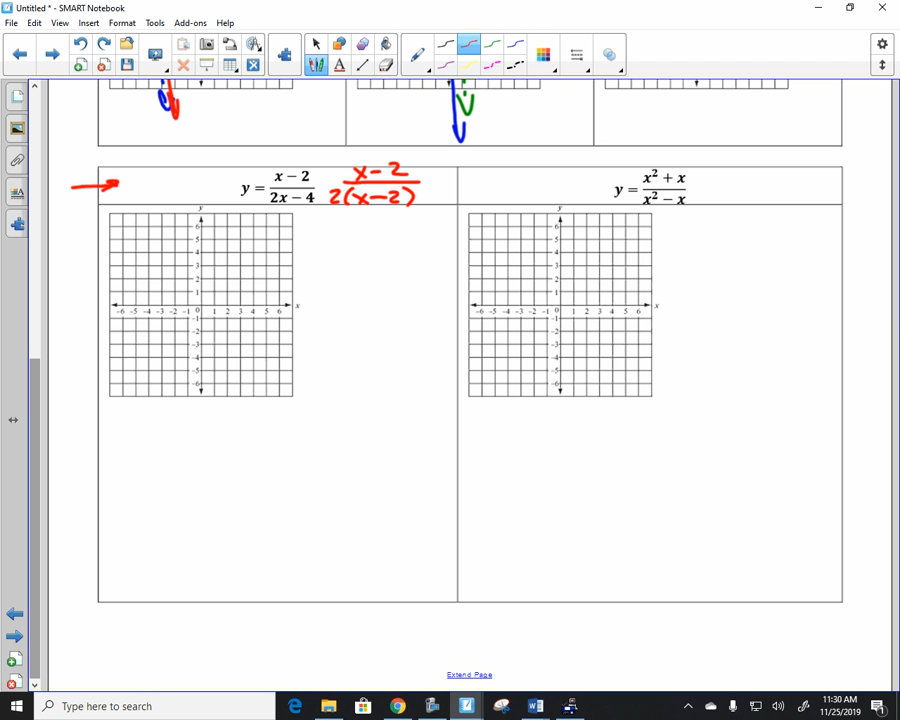 Untitled * - SMART Notebook
File Edit View Insert Format Tools Add-ons Help
y = x − 2 / 2x − 4
x − 2 / 2(x − 2)
y = x² + x / x² − x
y
6
5
4
3
2
1
-6 -5 -4 -3 -2 -1 0 1 2 3 4 5 6 x
-1
-2
-3
-4
-5
-6
y
6
5
4
3
2
1
-6 -5 -4 -3 -2 -1 0 1 2 3 4 5 6 x
-1
-2
-3
-4
-5
-6
Extend Page
Type here to search
11:30 AM
11/25/2019